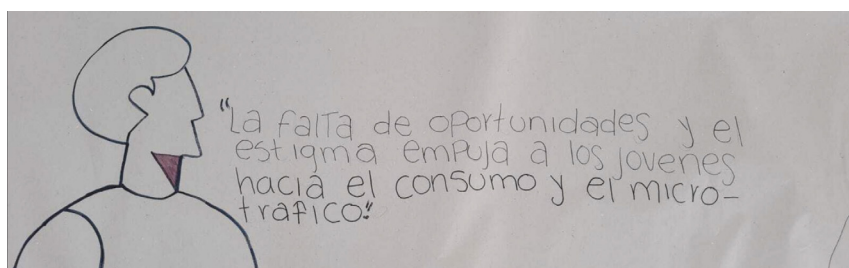 "La falta de oportunidades y el
estigma empuja a los jovenes
hacia el consumo y el micro-
trafico."